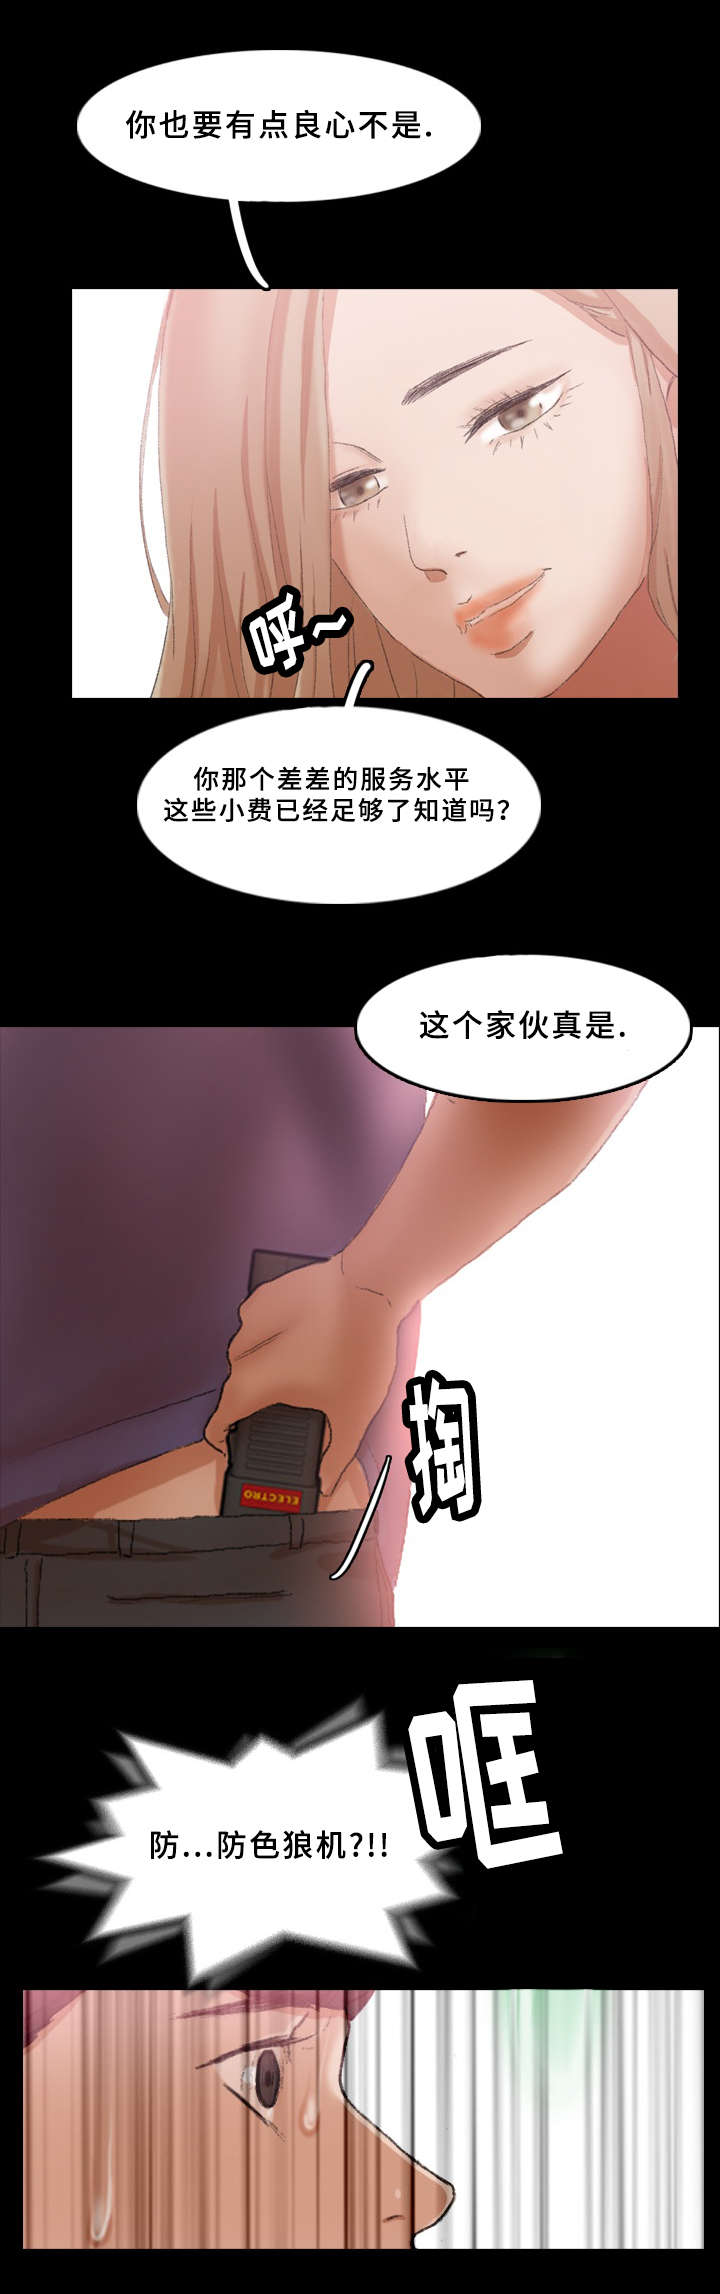 你也要有点良心不是.
呼~
你那个差差的服务水平
这些小费已经足够了知道吗?
这个家伙真是.
掏
ELECTRO
哐
防...防色狼机?!!